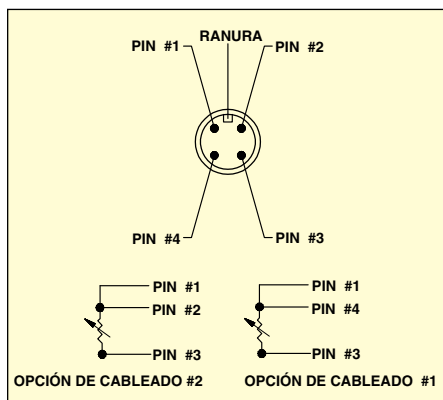 RANURA
PIN #1
PIN #2
PIN #4
PIN #3
PIN #1
PIN #2
PIN #3
OPCIÓN DE CABLEADO #2
PIN #1
PIN #4
PIN #3
OPCIÓN DE CABLEADO #1